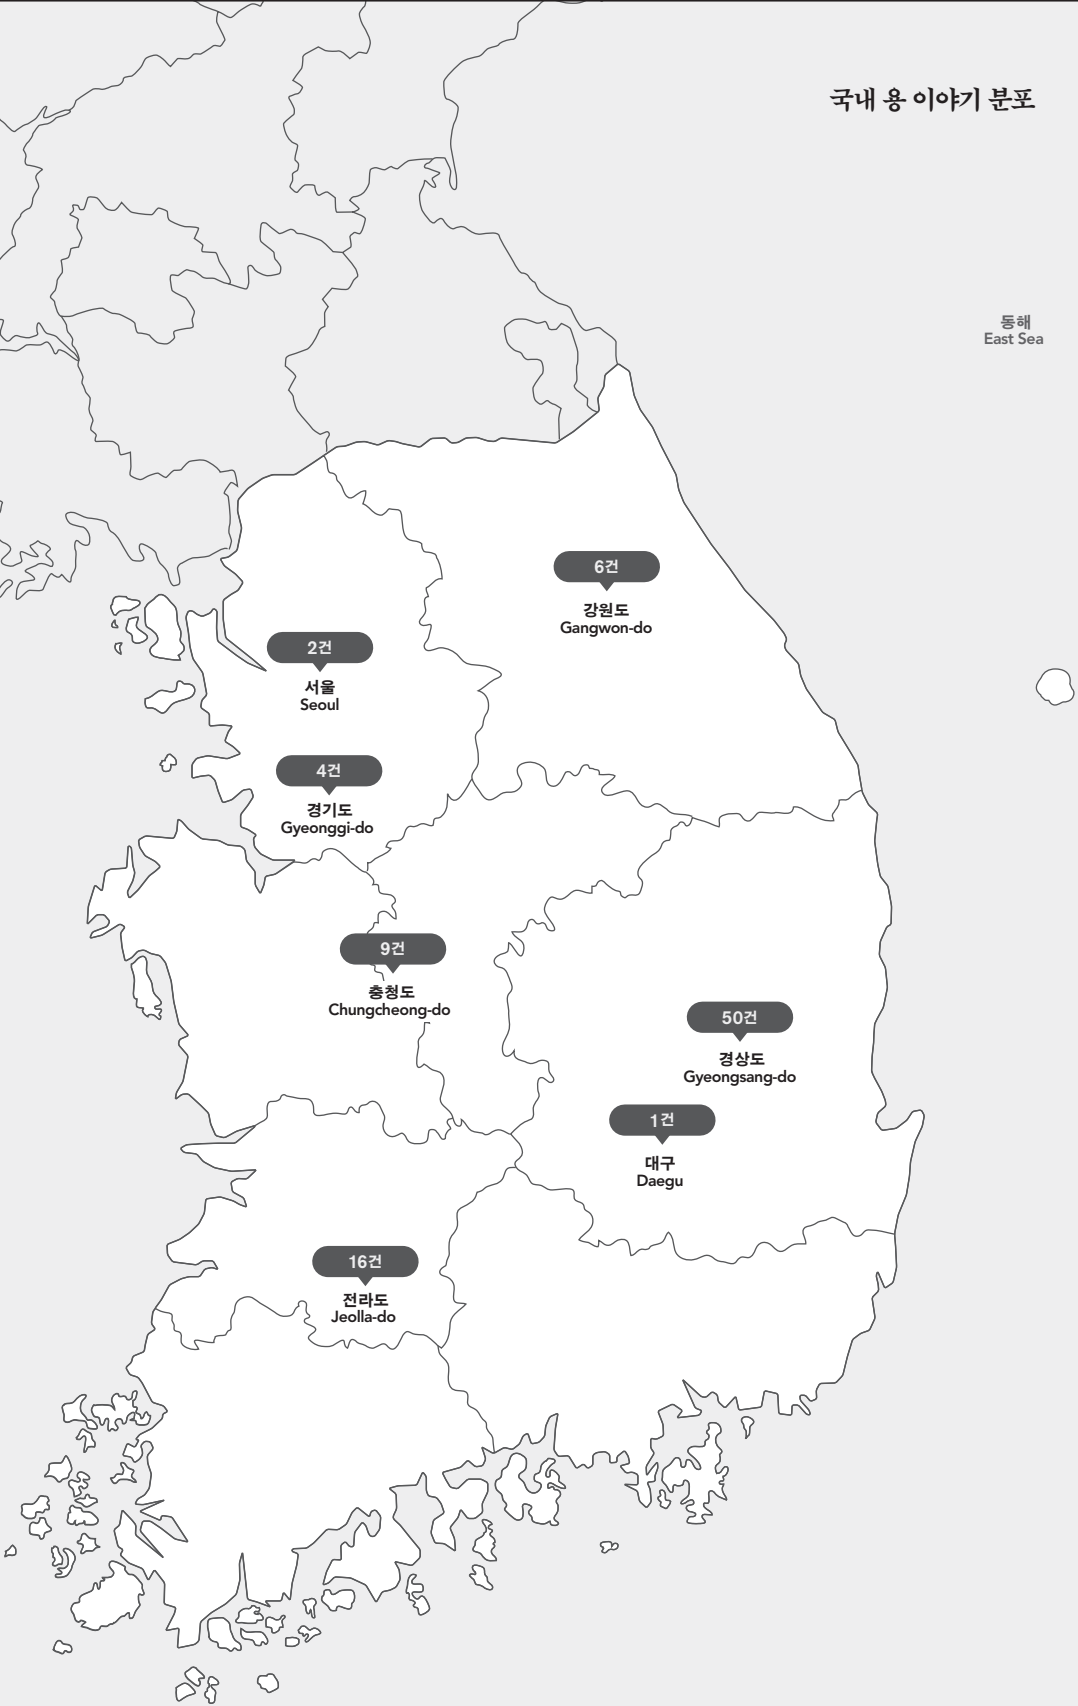 국내 용 이야기 분포
동해
East Sea
6건
강원도
Gangwon-do
2건
서울
Seoul
4건
경기도
Gyeonggi-do
9건
충청도
Chungcheong-do
50건
경상도
Gyeongsang-do
1건
대구
Daegu
16건
전라도
Jeolla-do